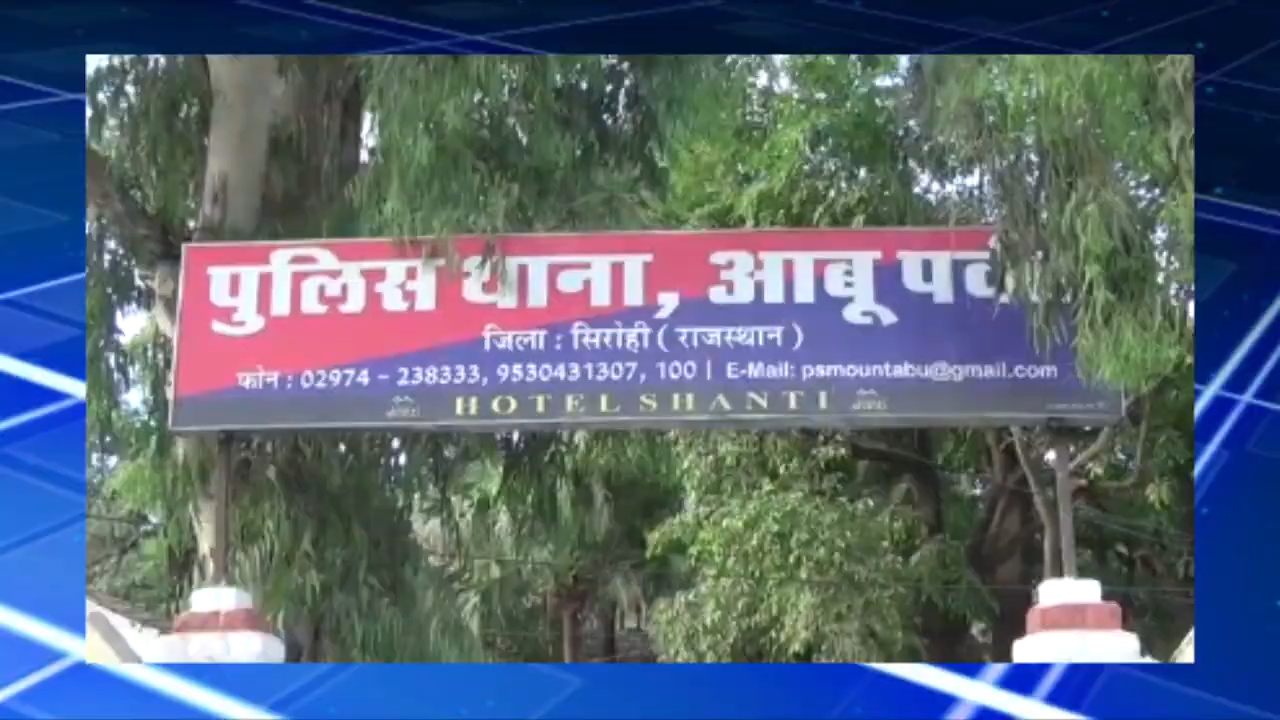 पुलिस थाना, आबू
जिला : सिरोही ( राजस्थान )
फोन : 02974 - 238333, 9530431307, 100 | E-Mail: psmountabu@gmail.com
HOTEL SHANTI